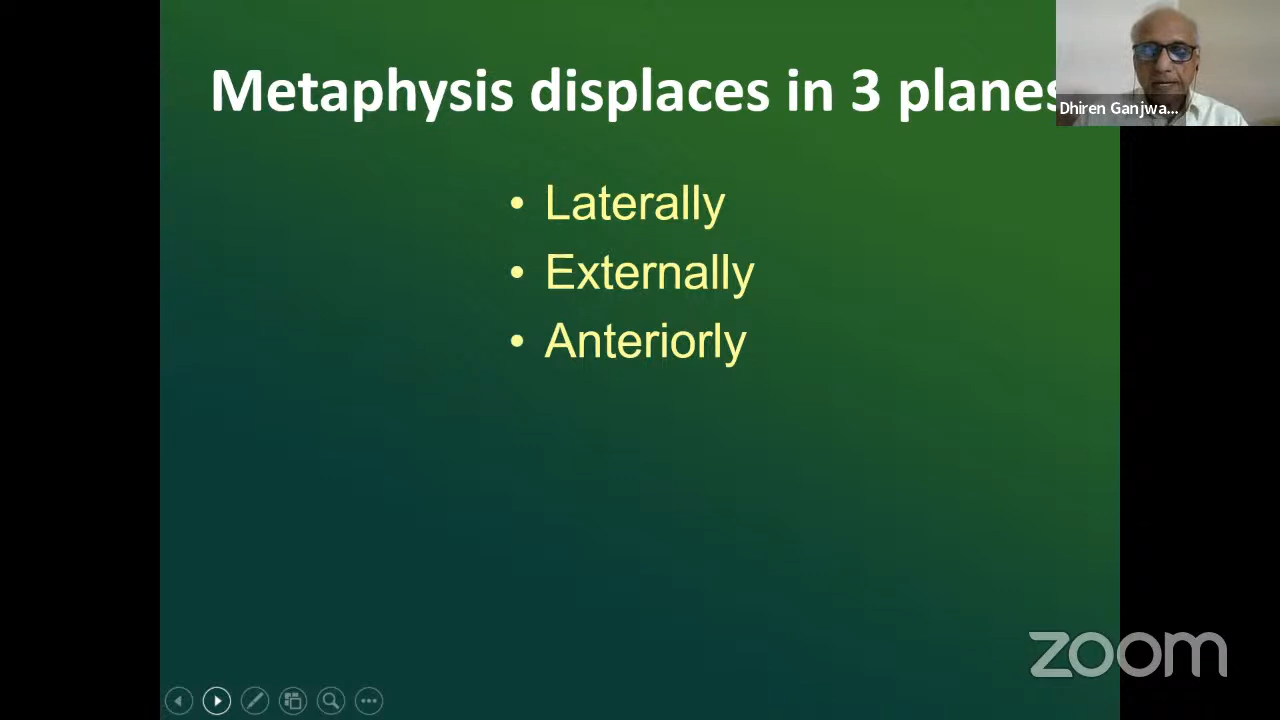 Metaphysis displaces in 3 planes
Dhiren Ganjwa...
• Laterally
• Externally
• Anteriorly
zoom